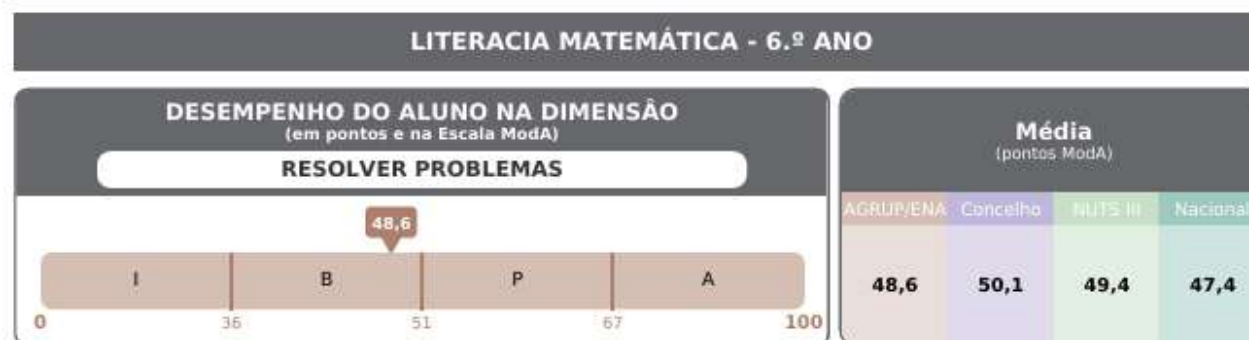 LITERACIA MATEMÁTICA - 6.º ANO
DESEMPENHO DO ALUNO NA DIMENSÃO
(em pontos e na Escala ModA)
RESOLVER PROBLEMAS
48,6
I B P A
0 36 51 67 100
Média
(pontos ModA)
AGRUP/ENA Concelho NUTS III Nacional
48,6 50,1 49,4 47,4